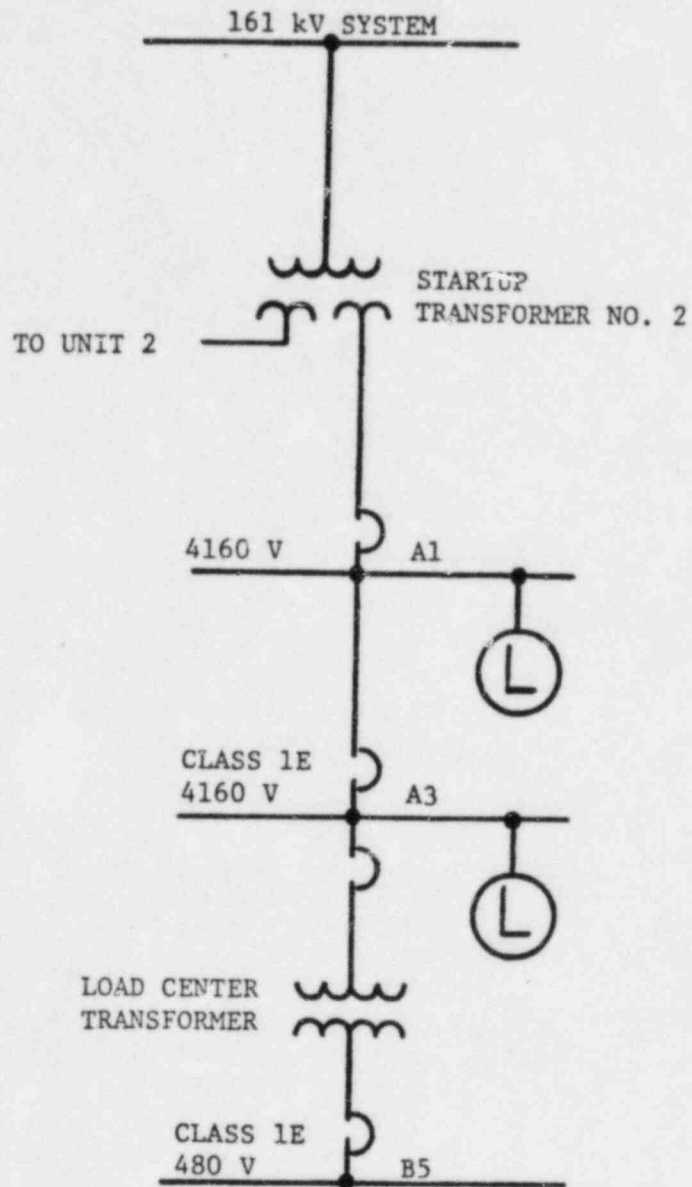 161 kV SYSTEM
STARTUP
TRANSFORMER NO. 2
TO UNIT 2
4160 V
A1
L
CLASS 1E
4160 V
A3
L
LOAD CENTER
TRANSFORMER
CLASS 1E
480 V
B5